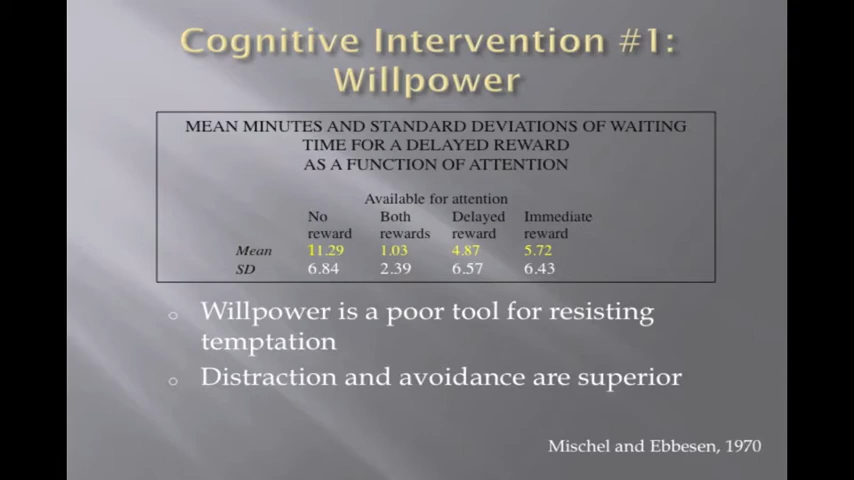 Cognitive Intervention #1:
Willpower
MEAN MINUTES AND STANDARD DEVIATIONS OF WAITING
TIME FOR A DELAYED REWARD
AS A FUNCTION OF ATTENTION
Available for attention
No Both Delayed Immediate
reward rewards reward reward
Mean 11.29 1.03 4.87 5.72
SD 6.84 2.39 6.57 6.43
o Willpower is a poor tool for resisting
temptation
o Distraction and avoidance are superior
Mischel and Ebbesen, 1970